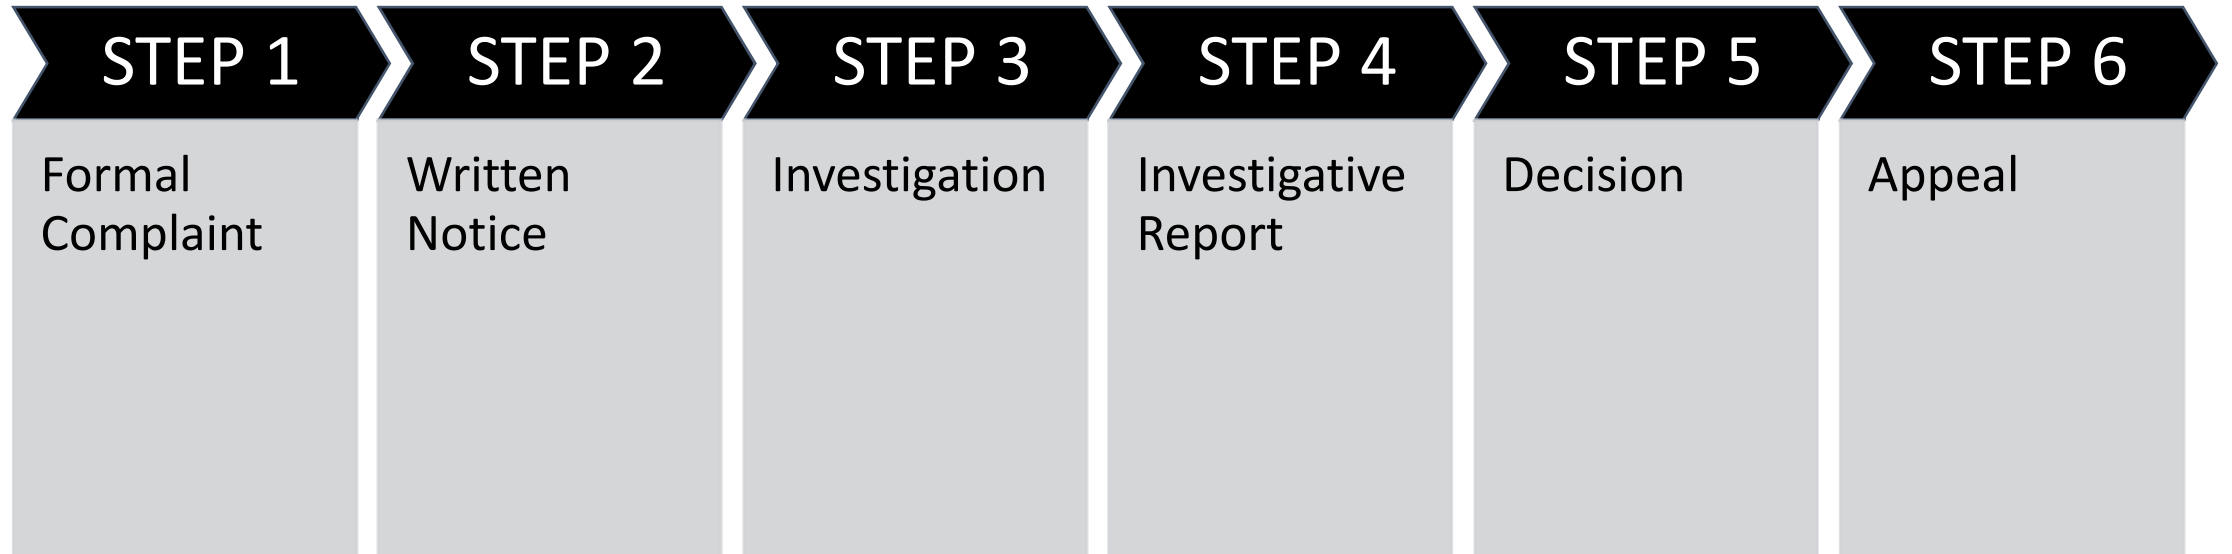 STEP 1
Formal
Complaint
STEP 2
Written
Notice
STEP 3
Investigation
STEP 4
Investigative
Report
STEP 5
Decision
STEP 6
Appeal